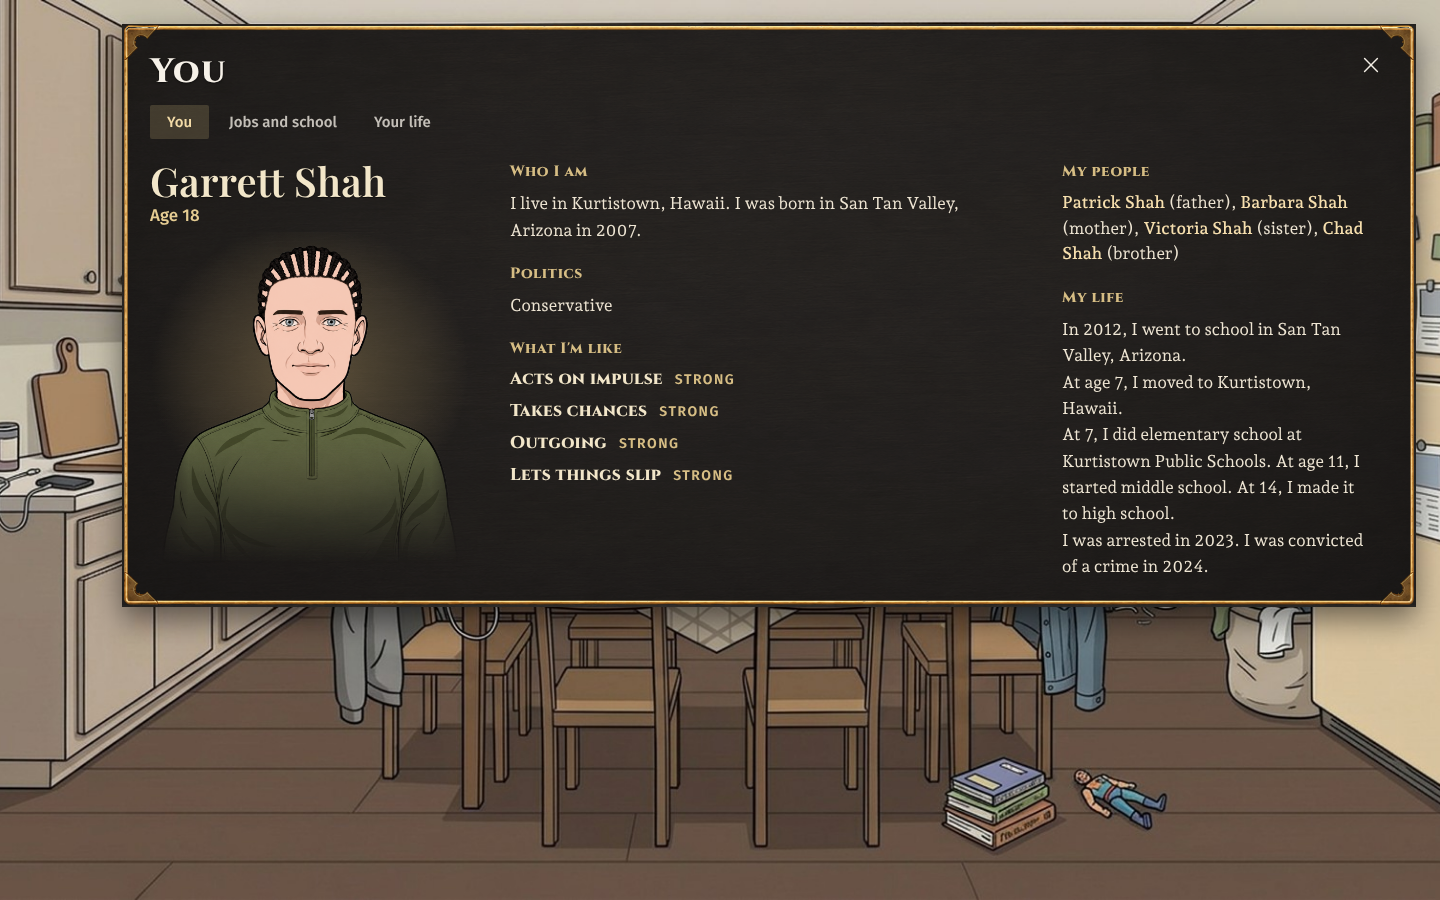 You
You
Jobs and school
Your life
Garrett Shah
Age 18
Who I am
I live in Kurtistown, Hawaii. I was born in San Tan Valley,
Arizona in 2007.
Politics
Conservative
What I'm like
Acts on impulse STRONG
Takes chances STRONG
Outgoing STRONG
Lets things slip STRONG
My people
Patrick Shah (father), Barbara Shah
(mother), Victoria Shah (sister), Chad
Shah (brother)
My life
In 2012, I went to school in San Tan
Valley, Arizona.
At age 7, I moved to Kurtistown,
Hawaii.
At 7, I did elementary school at
Kurtistown Public Schools. At age 11, I
started middle school. At 14, I made it
to high school.
I was arrested in 2023. I was convicted
of a crime in 2024.